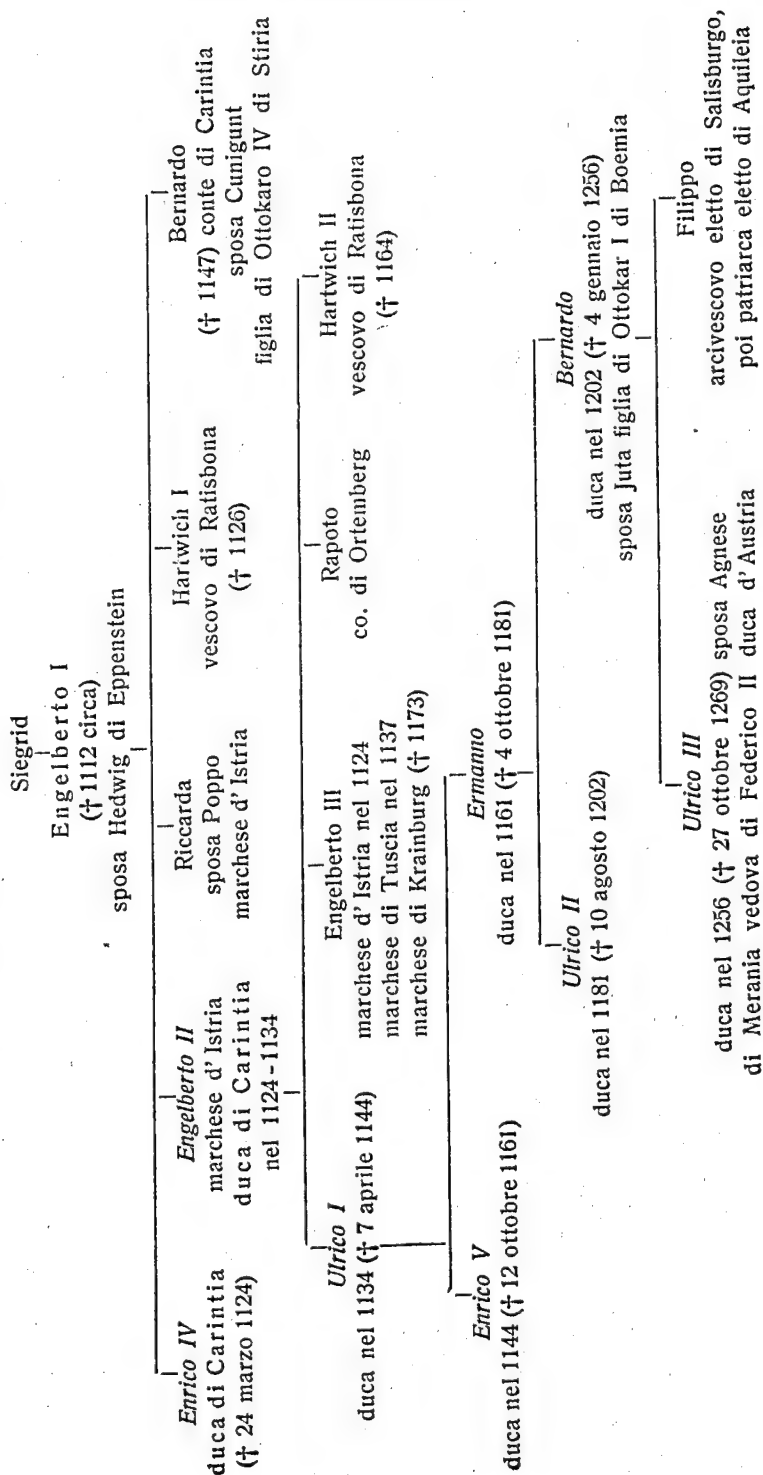 Siegrid
Engelberto I
(† 1112 circa)
sposa Hedwig di Eppenstein
Enrico IV
duca di Carintia
(† 24 marzo 1124)
Engelberto II
marchese d'Istria
duca di Carintia
nel 1124-1134
Riccarda
sposa Poppo
marchese d'Istria
Hartwich I
vescovo di Ratisbona
(† 1126)
Bernardo
(† 1147) conte di Carintia
sposa Cunigunt
figlia di Ottokaro IV di Stiria
Ulrico I
duca nel 1134 († 7 aprile 1144)
Engelberto III
marchese d'Istria nel 1124
marchese di Tuscia nel 1137
marchese di Krainburg († 1173)
Rapoto
co. di Ortemberg
Hartwich II
vescovo di Ratisbona
(† 1164)
Enrico V
duca nel 1144 († 12 ottobre 1161)
Ermanno
duca nel 1161 († 4 ottobre 1181)
Ulrico II
duca nel 1181 († 10 agosto 1202)
Bernardo
duca nel 1202 († 4 gennaio 1256)
sposa Juta figlia di Ottokar I di Boemia
Ulrico III
duca nel 1256 († 27 ottobre 1269) sposa Agnese
di Merania vedova di Federico II duca d'Austria
Filippo
arcivescovo eletto di Salisburgo,
poi patriarca eletto di Aquileia